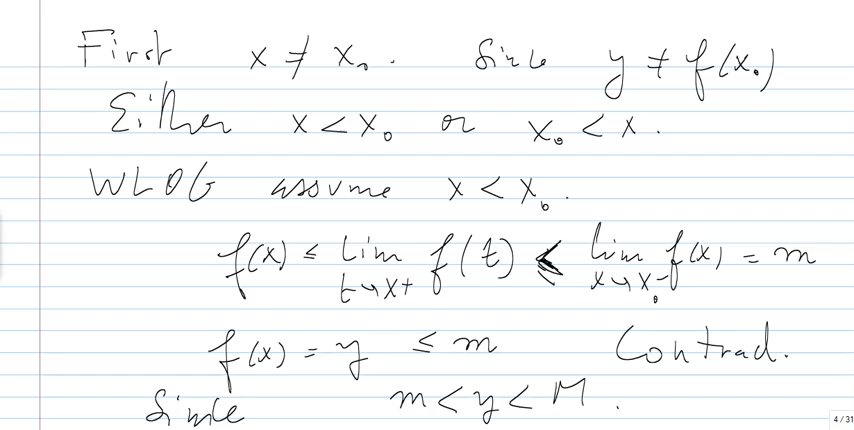 First x ≠ x₀. Since y ≠ f(x₀)
Either x < x₀ or x₀ < x.
WLOG assume x < x₀.
f(x) ≤ lim_{t→x+} f(t) ≤ lim_{x→x₀-} f(x) = m
f(x) = y ≤ m Contrad.
Since m < y < M.
4 / 31